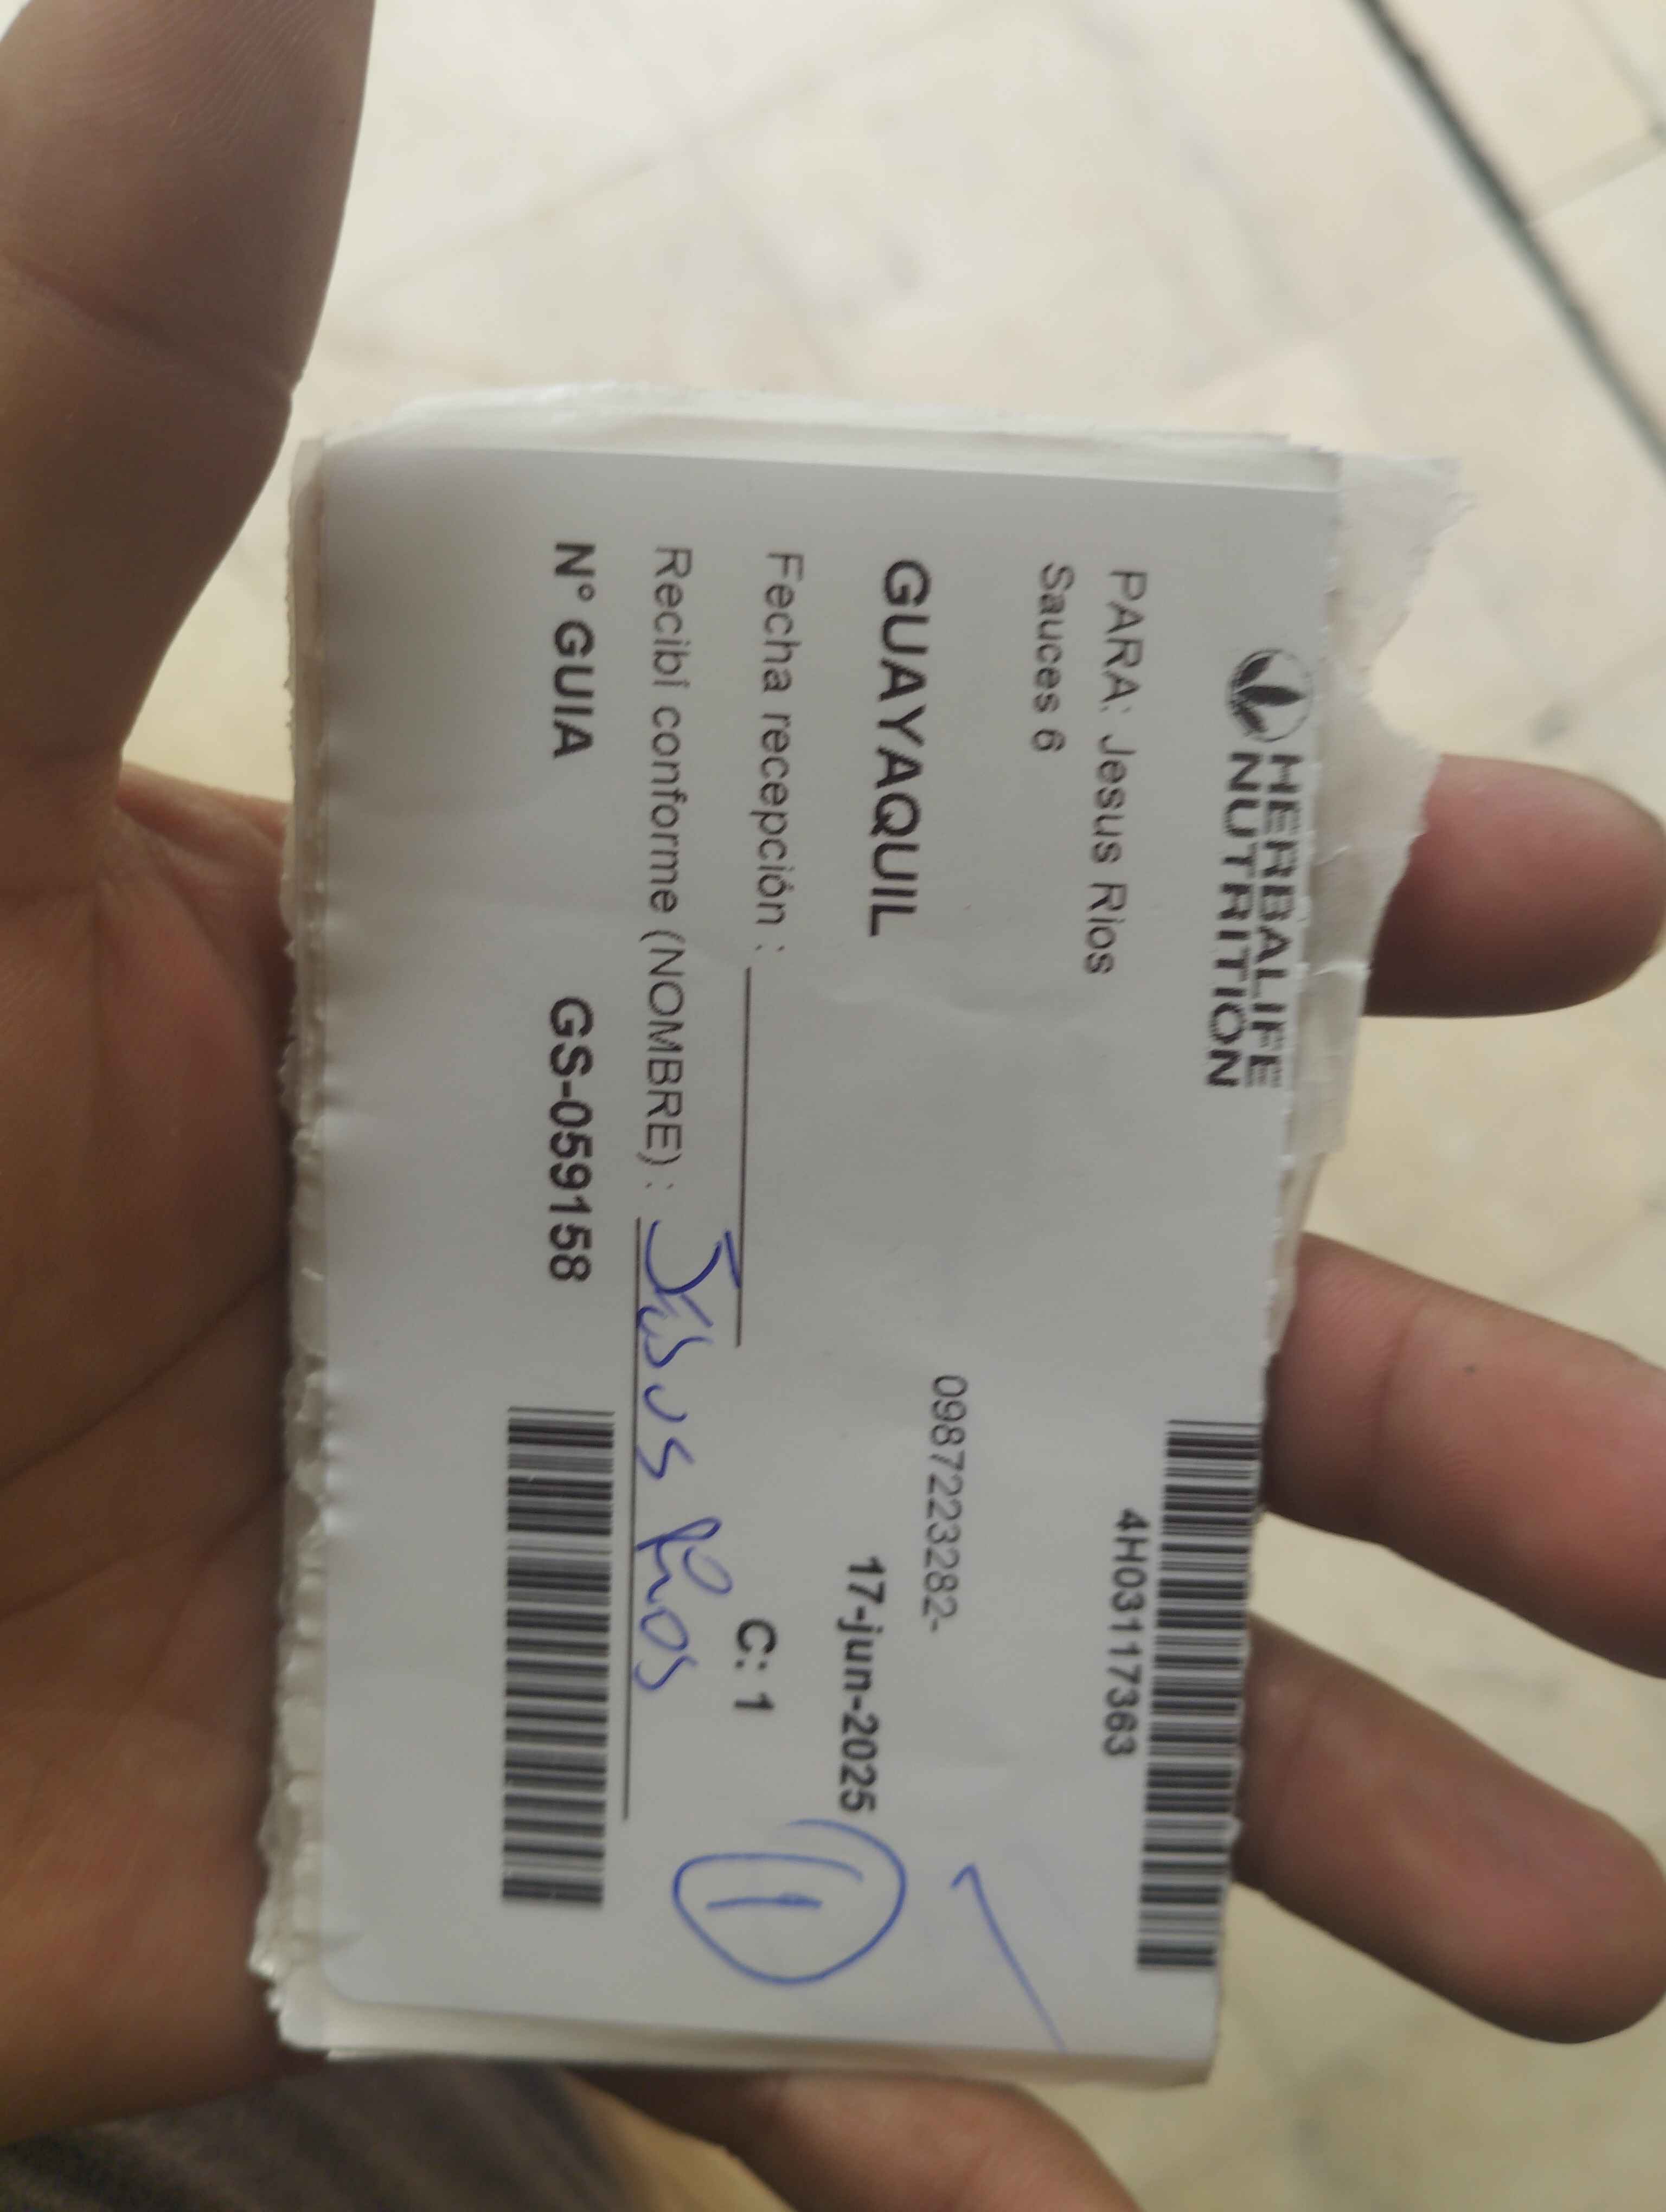 HERBALIFE
NUTRITION
4H03117363
PARA: Jesus Rios
Sauces 6
0987223282-
GUAYAQUIL
17-jun-2025
Fecha recepción :
C: 1
1
Recibí conforme (NOMBRE) : Jesus Rios
N° GUIA GS-059158